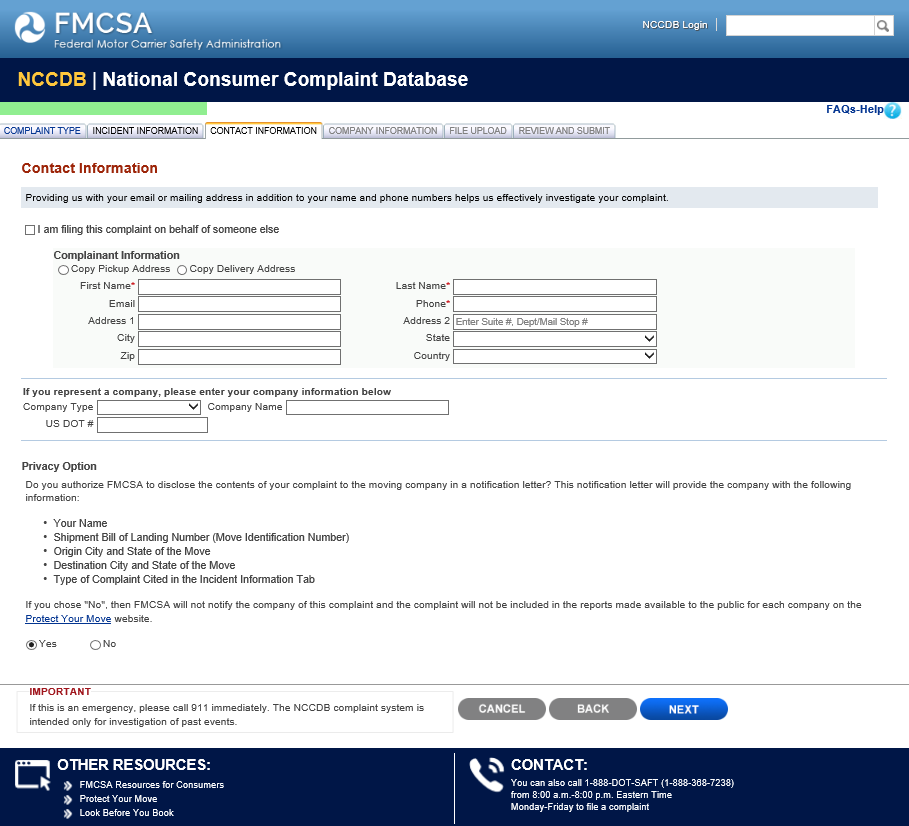 FMCSA
Federal Motor Carrier Safety Administration
NCCDB Login
NCCDB | National Consumer Complaint Database
FAQs-Help ?
COMPLAINT TYPE INCIDENT INFORMATION CONTACT INFORMATION COMPANY INFORMATION FILE UPLOAD REVIEW AND SUBMIT
Contact Information
Providing us with your email or mailing address in addition to your name and phone numbers helps us effectively investigate your complaint.
I am filing this complaint on behalf of someone else
Complainant Information
Copy Pickup Address Copy Delivery Address
First Name* Last Name*
Email Phone*
Address 1 Address 2 Enter Suite #, Dept/Mail Stop #
City State
Zip Country
If you represent a company, please enter your company information below
Company Type Company Name
US DOT #
Privacy Option
Do you authorize FMCSA to disclose the contents of your complaint to the moving company in a notification letter? This notification letter will provide the company with the following
information:
• Your Name
• Shipment Bill of Landing Number (Move Identification Number)
• Origin City and State of the Move
• Destination City and State of the Move
• Type of Complaint Cited in the Incident Information Tab
If you chose "No", then FMCSA will not notify the company of this complaint and the complaint will not be included in the reports made available to the public for each company on the
Protect Your Move website.
Yes No
IMPORTANT
If this is an emergency, please call 911 immediately. The NCCDB complaint system is
intended only for investigation of past events.
CANCEL BACK NEXT
OTHER RESOURCES:
FMCSA Resources for Consumers
Protect Your Move
Look Before You Book
CONTACT:
You can also call 1-888-DOT-SAFT (1-888-368-7238)
from 8:00 a.m.-8:00 p.m. Eastern Time
Monday-Friday to file a complaint